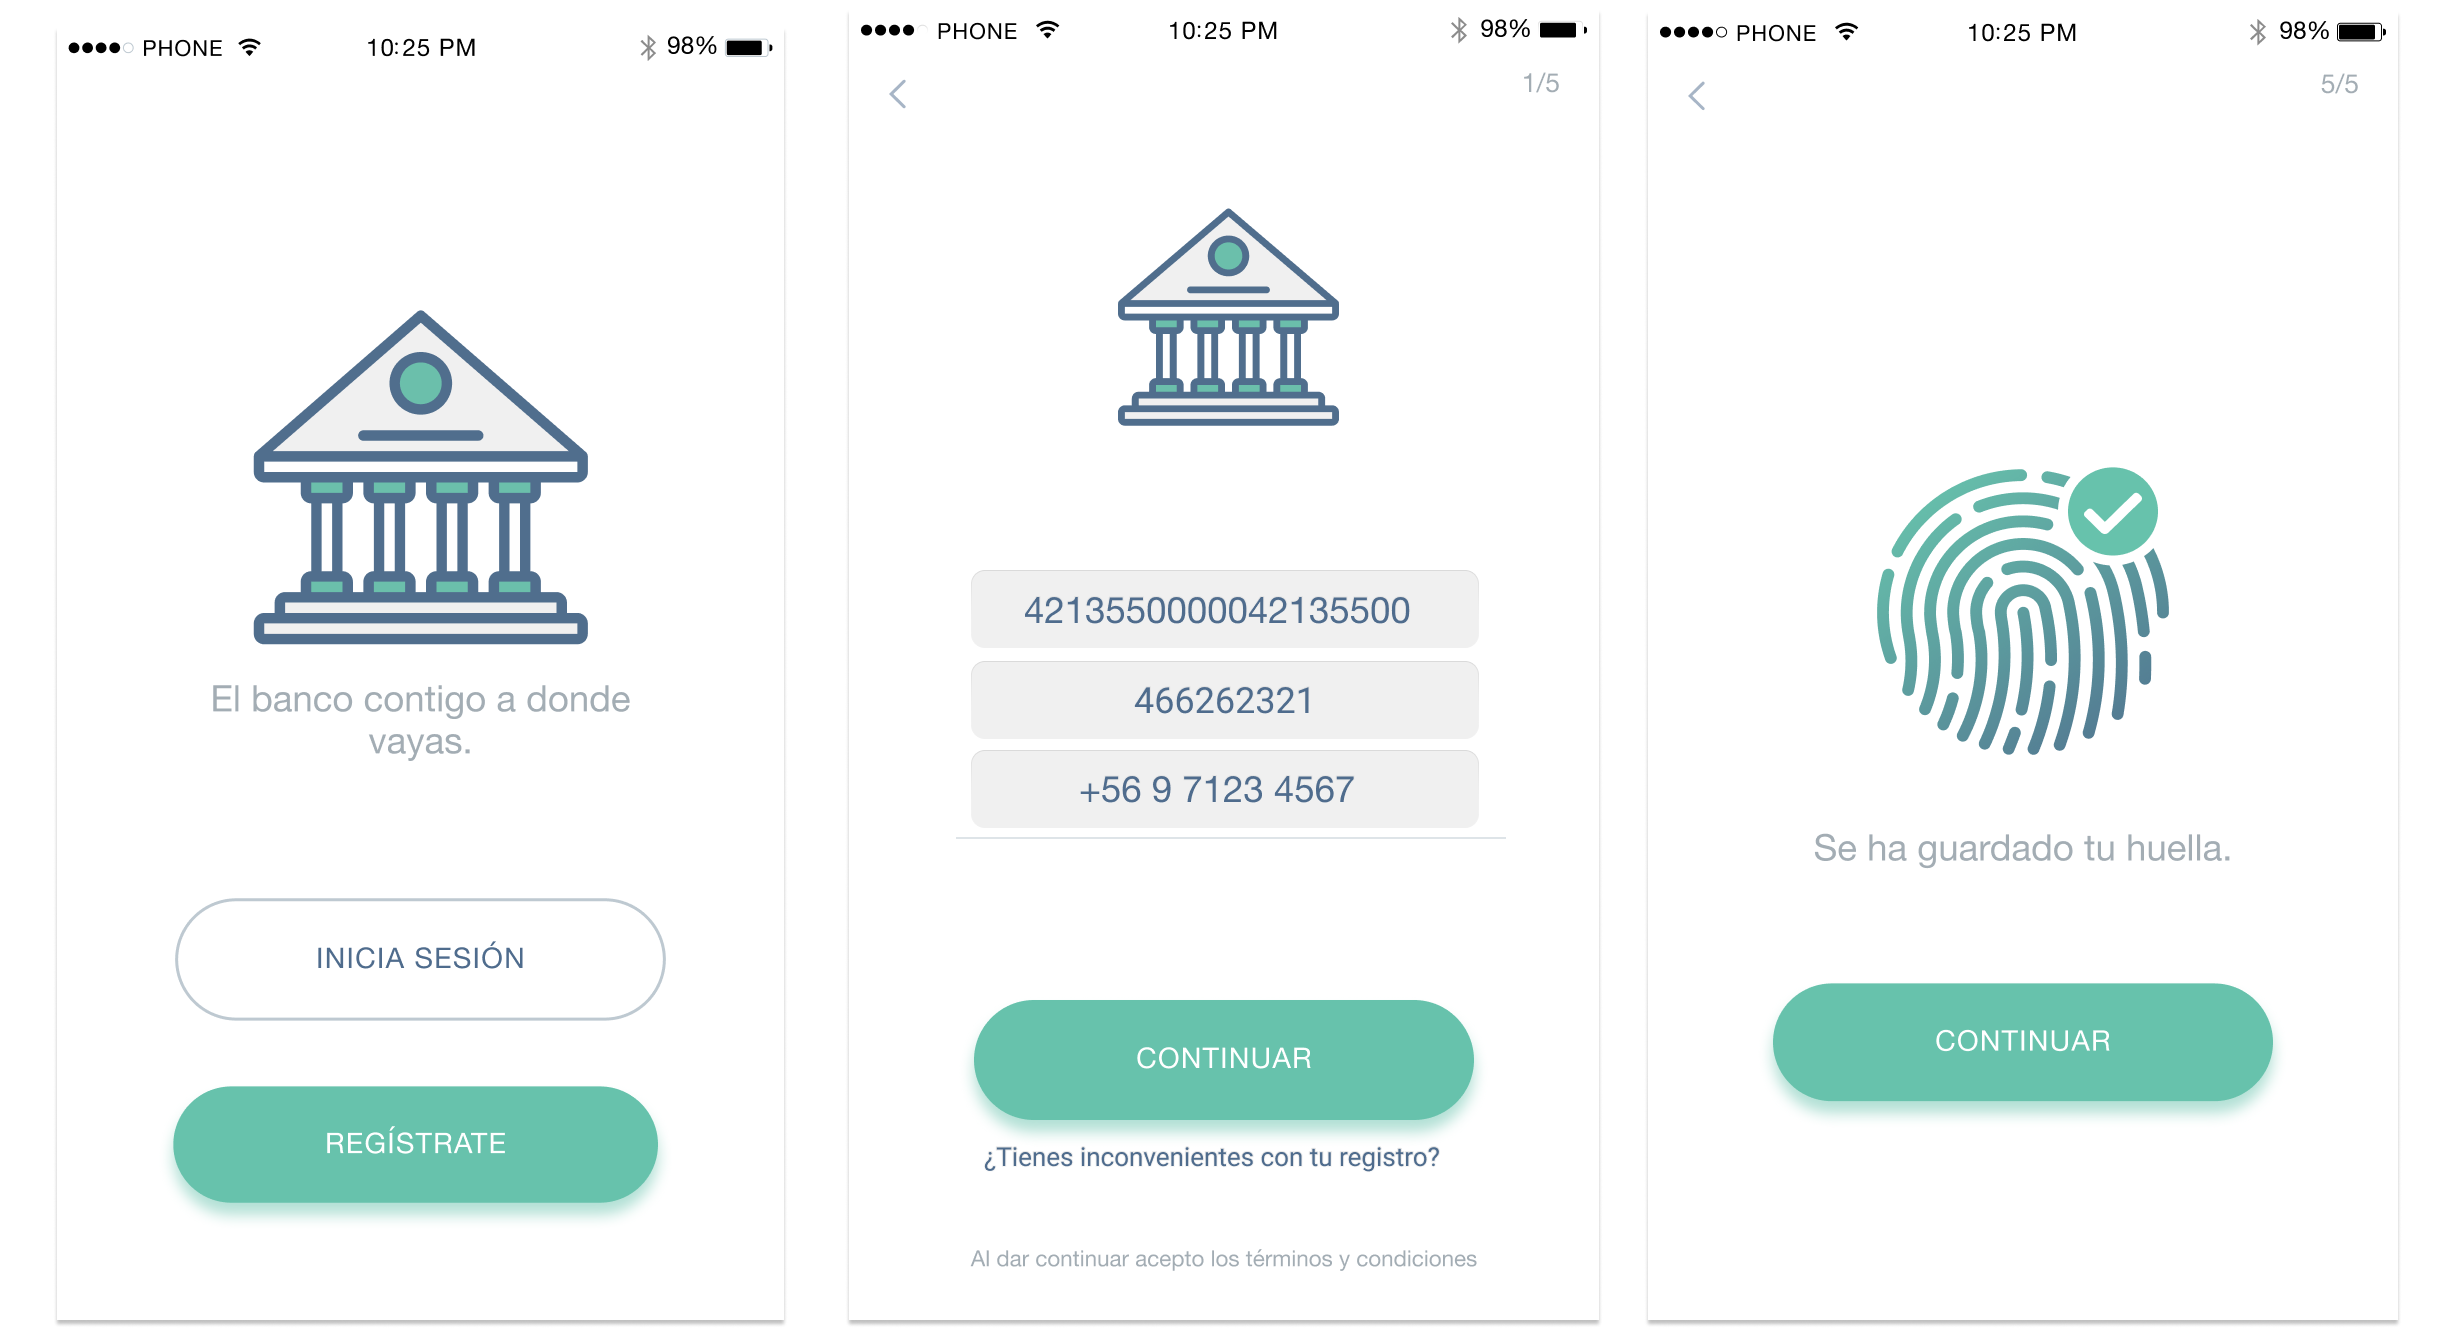 PHONE 10:25 PM 98%
El banco contigo a donde
vayas.
INICIA SESIÓN
REGÍSTRATE
PHONE 10:25 PM 98%
1/5
4213550000042135500
466262321
+56 9 7123 4567
CONTINUAR
¿Tienes inconvenientes con tu registro?
Al dar continuar acepto los términos y condiciones
PHONE 10:25 PM 98%
5/5
Se ha guardado tu huella.
CONTINUAR